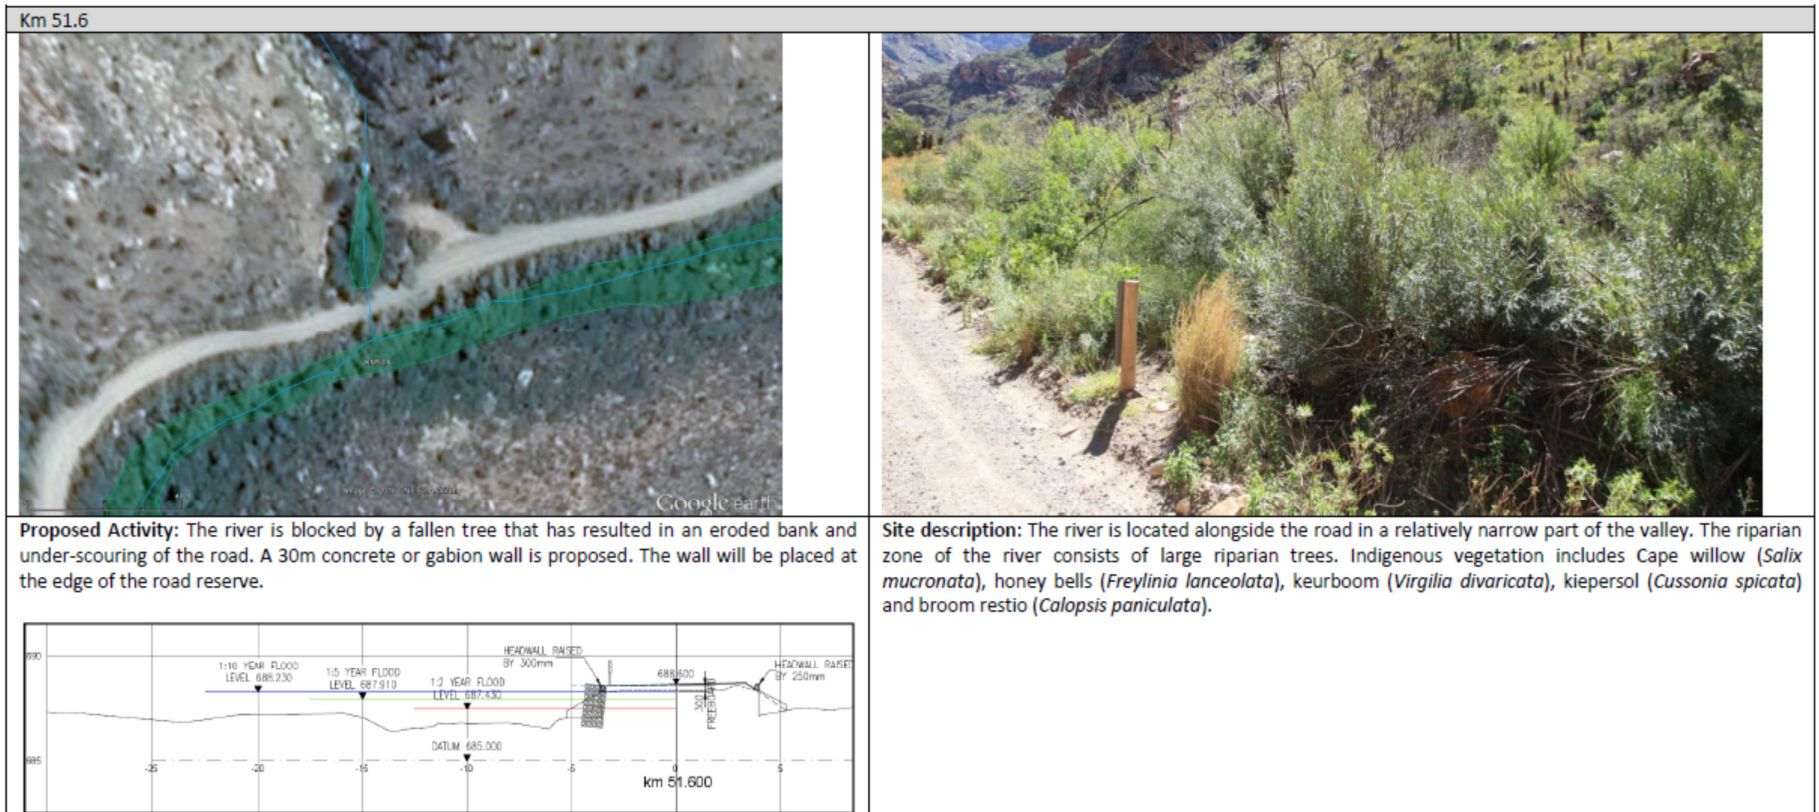 Km 51.6
KM51.6
Google earth
Proposed Activity: The river is blocked by a fallen tree that has resulted in an eroded bank and
under-scouring of the road. A 30m concrete or gabion wall is proposed. The wall will be placed at
the edge of the road reserve.
Site description: The river is located alongside the road in a relatively narrow part of the valley. The riparian
zone of the river consists of large riparian trees. Indigenous vegetation includes Cape willow (Salix
mucronata), honey bells (Freylinia lanceolata), keurboom (Virgilia divaricata), kiepersol (Cussonia spicata)
and broom restio (Calopsis paniculata).
690
1:10 YEAR FLOOD
LEVEL 688.230
1:5 YEAR FLOOD
LEVEL 687.910
1:2 YEAR FLOOD
LEVEL 687.430
HEADWALL RAISED
BY 300mm
688.600
300
FREEBOARD
HEADWALL RAISED
BY 250mm
DATUM 685.000
685
-25 -20 -15 -10 -5 0 5
km 51.600